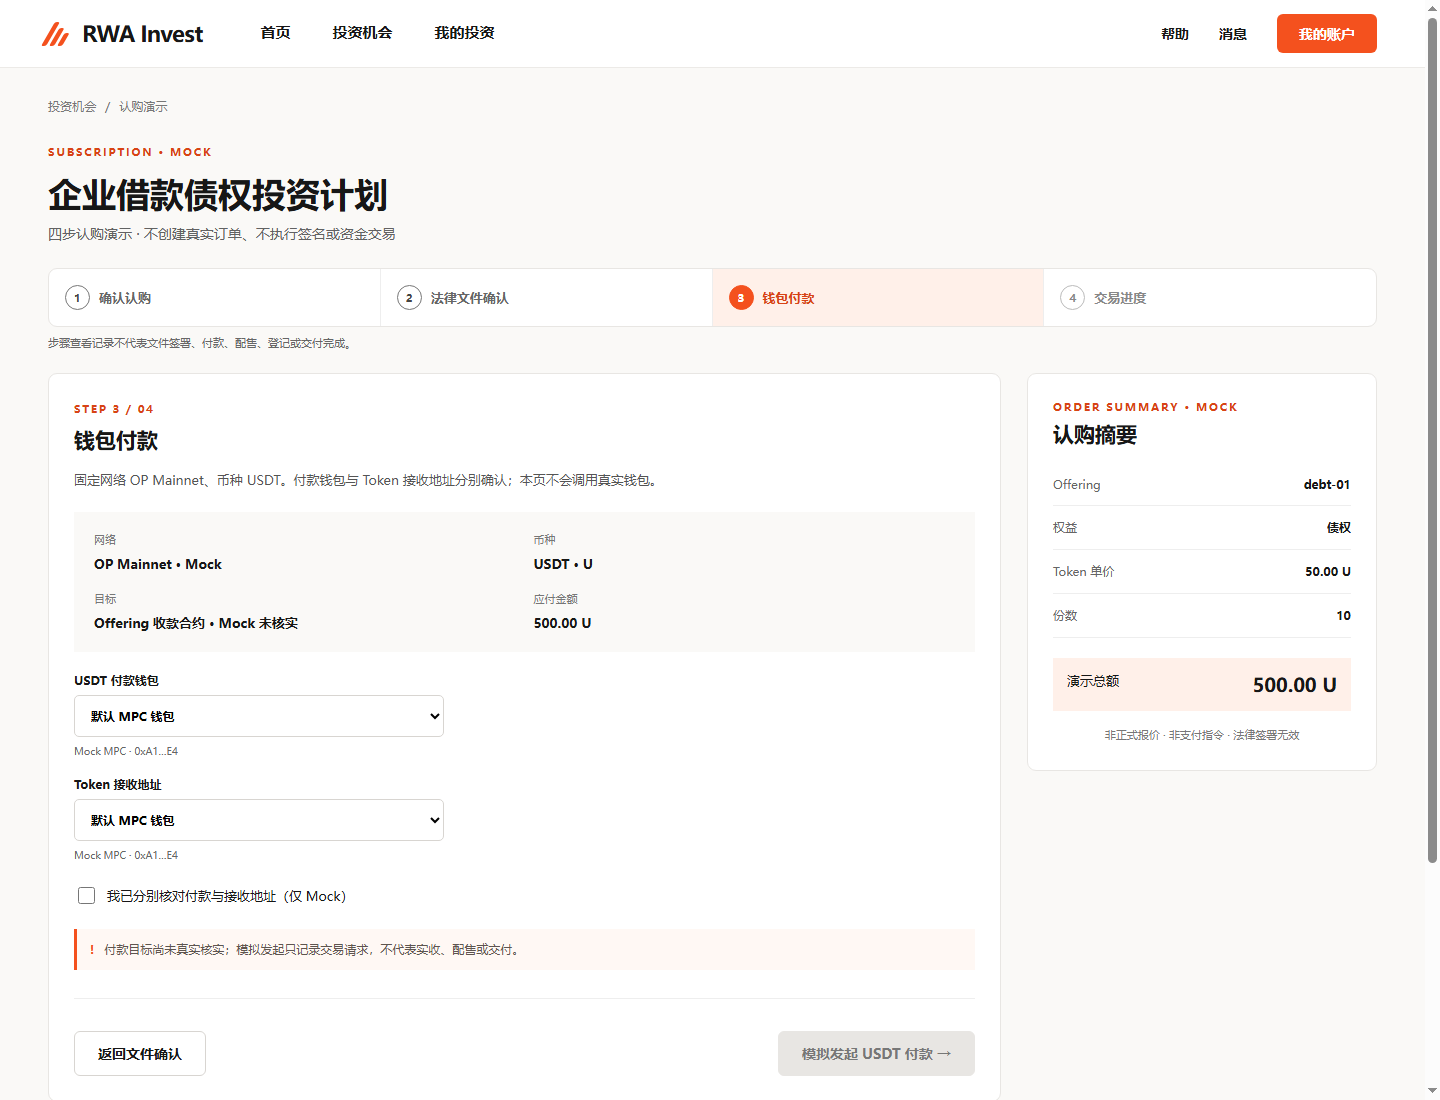 RWA Invest
首页
投资机会
我的投资
帮助
消息
我的账户
投资机会 / 认购演示
SUBSCRIPTION • MOCK
企业借款债权投资计划
四步认购演示 · 不创建真实订单、不执行签名或资金交易
1 确认认购
2 法律文件确认
3 钱包付款
4 交易进度
步骤查看记录不代表文件签署、付款、配售、登记或交付完成。
STEP 3 / 04
钱包付款
固定网络 OP Mainnet、币种 USDT。付款钱包与 Token 接收地址分别确认；本页不会调用真实钱包。
网络
OP Mainnet • Mock
币种
USDT • U
目标
Offering 收款合约 • Mock 未核实
应付金额
500.00 U
USDT 付款钱包
默认 MPC 钱包
Mock MPC · 0xA1...E4
Token 接收地址
默认 MPC 钱包
Mock MPC · 0xA1...E4
我已分别核对付款与接收地址（仅 Mock）
! 付款目标尚未真实核实；模拟发起只记录交易请求，不代表实收、配售或交付。
返回文件确认
模拟发起 USDT 付款 →
ORDER SUMMARY • MOCK
认购摘要
Offering debt-01
权益 债权
Token 单价 50.00 U
份数 10
演示总额 500.00 U
非正式报价 · 非支付指令 · 法律签署无效